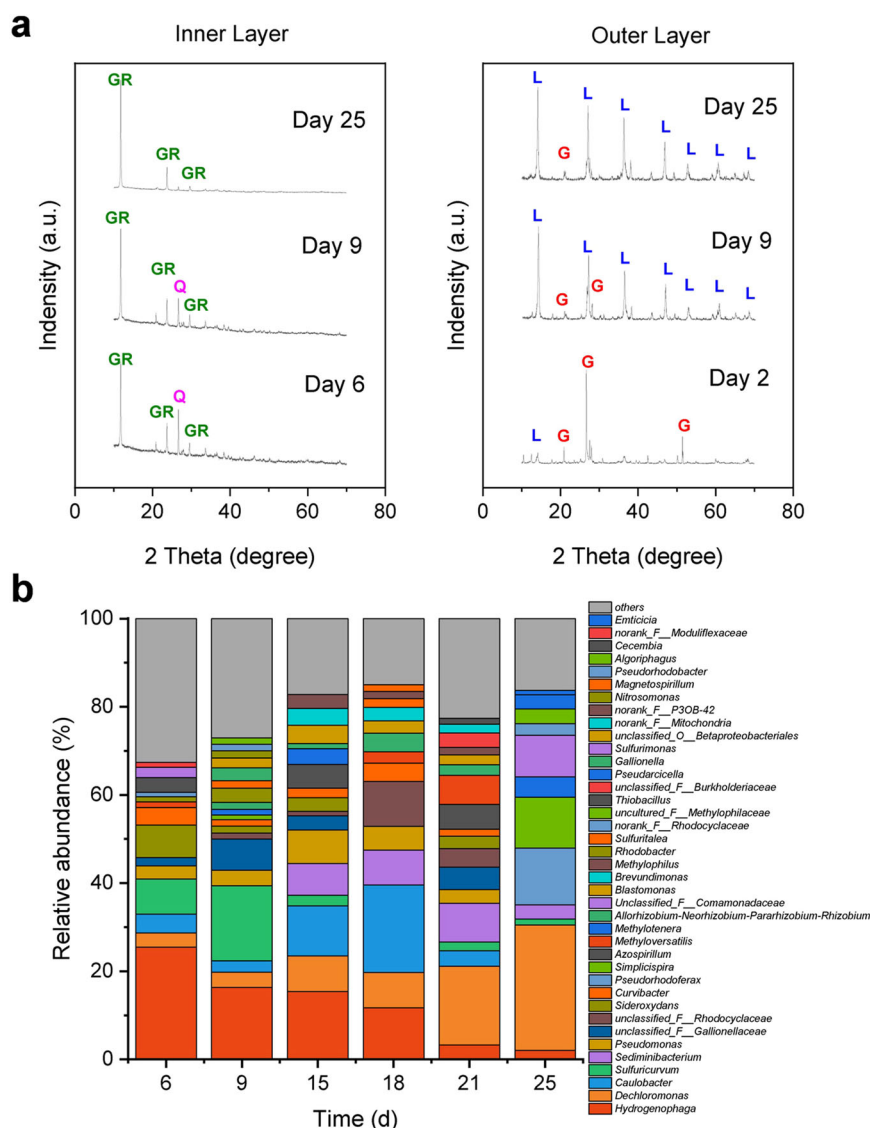 a
Inner Layer
Outer Layer
GR
Day 25
GR
GR
GR
Day 9
GR
Q
GR
GR
Day 6
Q
GR
GR
Indensity (a.u.)
0 20 40 60 80
2 Theta (degree)
L
Day 25
L
L
L
G
L
L
L
L
Day 9
L
L
L
G
G
L
L
L
G
Day 2
L
G
G
Indensity (a.u.)
0 20 40 60 80
2 Theta (degree)
b
100
80
60
40
20
0
Relative abundance (%)
6 9 15 18 21 25
Time (d)
others
Emticicia
norank_F__Moduliflexaceae
Cecembia
Algoriphagus
Pseudorhodobacter
Magnetospirillum
Nitrosomonas
norank_F__P3OB-42
norank_F__Mitochondria
unclassified_O__Betaproteobacteriales
Sulfurimonas
Gallionella
Pseudarcicella
unclassified_F__Burkholderiaceae
Thiobacillus
uncultured_F__Methylophilaceae
norank_F__Rhodocyclaceae
Sulfuritalea
Rhodobacter
Methylophilus
Brevundimonas
Blastomonas
Unclassified_F__Comamonadaceae
Allorhizobium-Neorhizobium-Pararhizobium-Rhizobium
Methylotenera
Methyloversatilis
Azospirillum
Simplicispira
Pseudorhodoferax
Curvibacter
Sideroxydans
unclassified_F__Rhodocyclaceae
unclassified_F__Gallionellaceae
Pseudomonas
Sediminibacterium
Sulfuricurvum
Caulobacter
Dechloromonas
Hydrogenophaga